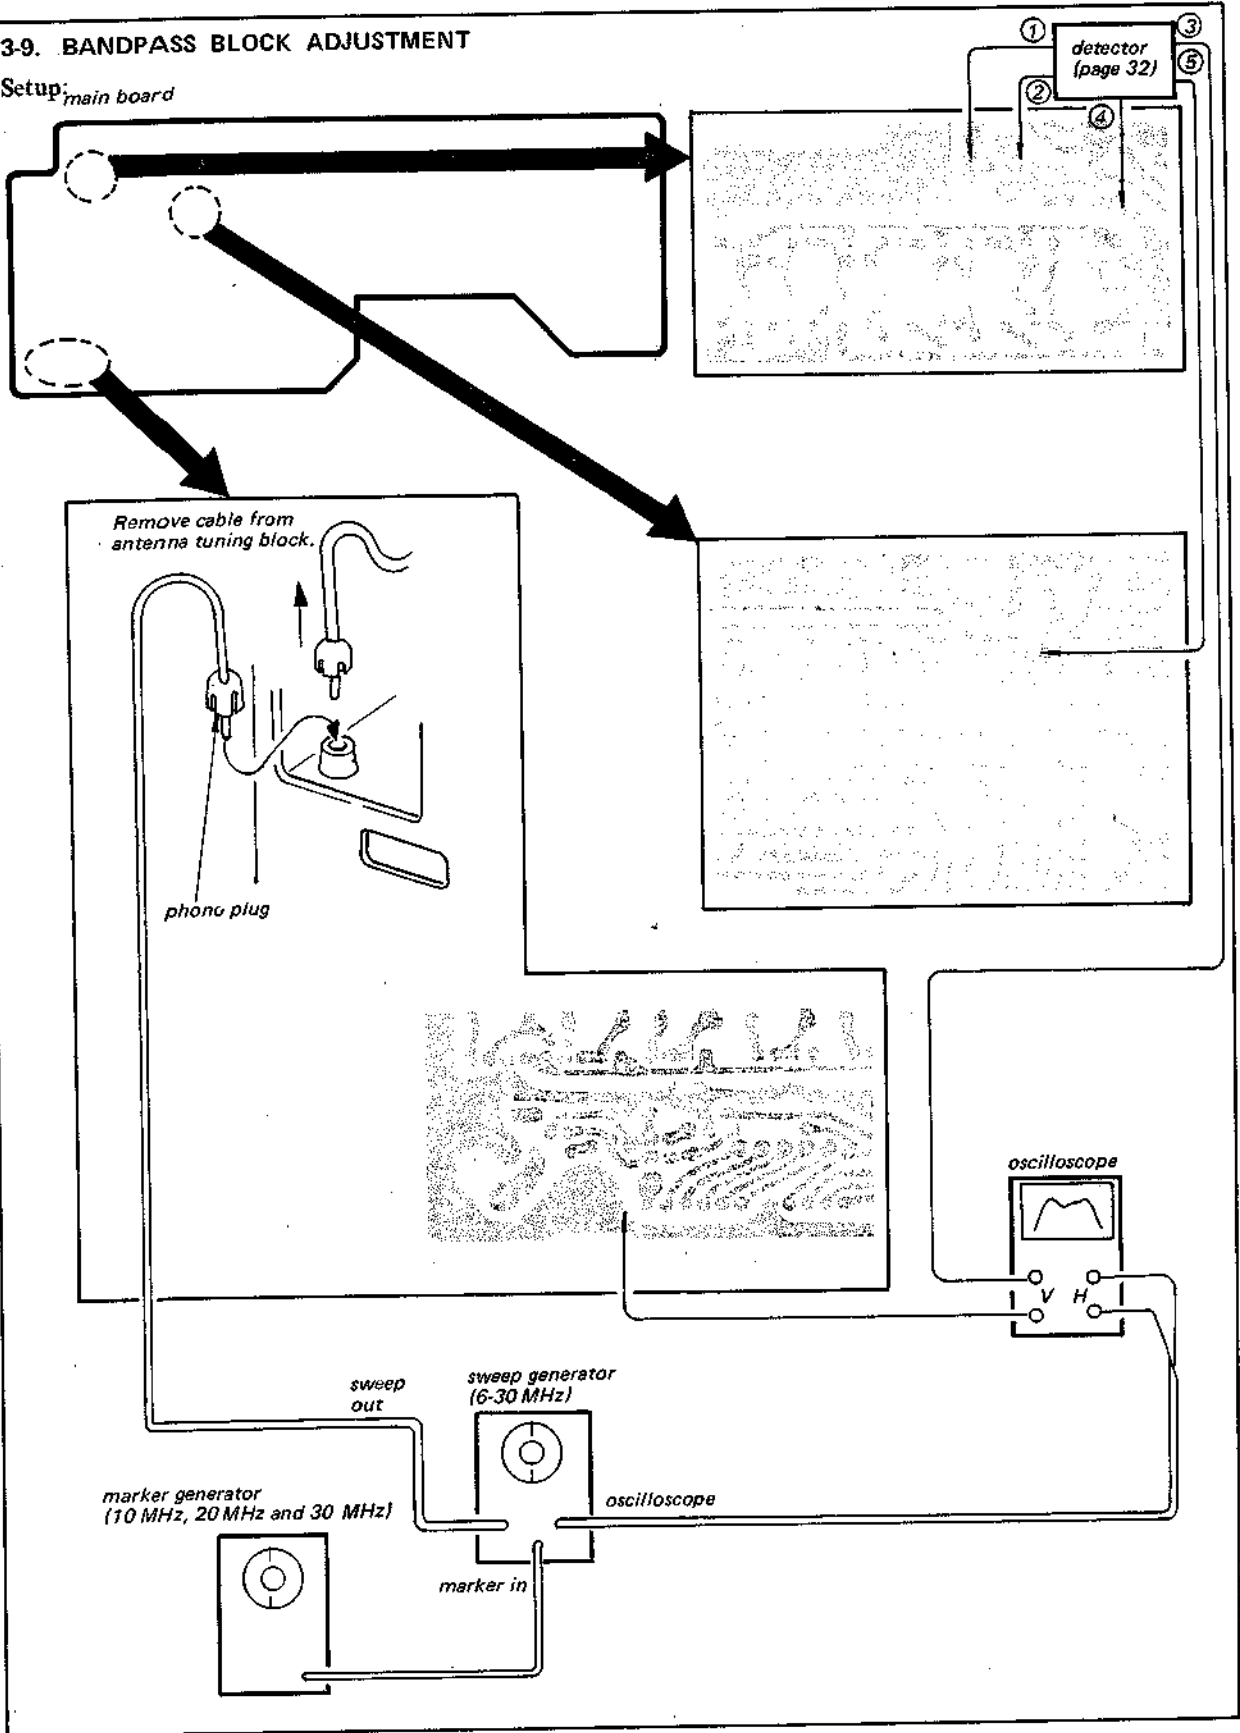 3-9. BANDPASS BLOCK ADJUSTMENT
Setup:
main board
①
②
③
④
⑤
detector
(page 32)
Remove cable from
antenna tuning block.
phono plug
oscilloscope
V H
sweep
out
sweep generator
(6-30 MHz)
marker generator
(10 MHz, 20 MHz and 30 MHz)
oscilloscope
marker in